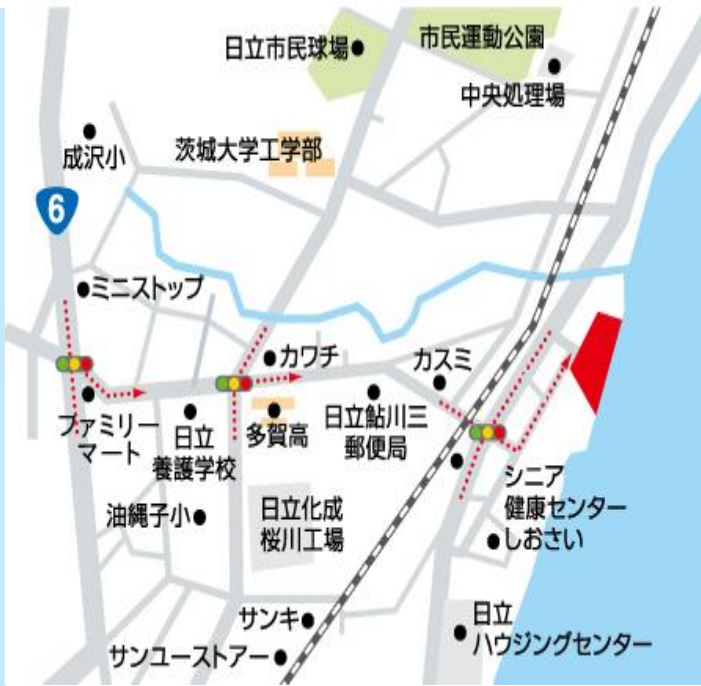 日立市民球場
市民運動公園
中央処理場
成沢小
茨城大学工学部
6
ミニストップ
カワチ
カスミ
ファミリー
マート
日立
養護学校
多賀高
日立鮎川三
郵便局
シニア
健康センター
しおさい
油縄子小
日立化成
桜川工場
サンキ
サンユーストアー
日立
ハウジングセンター